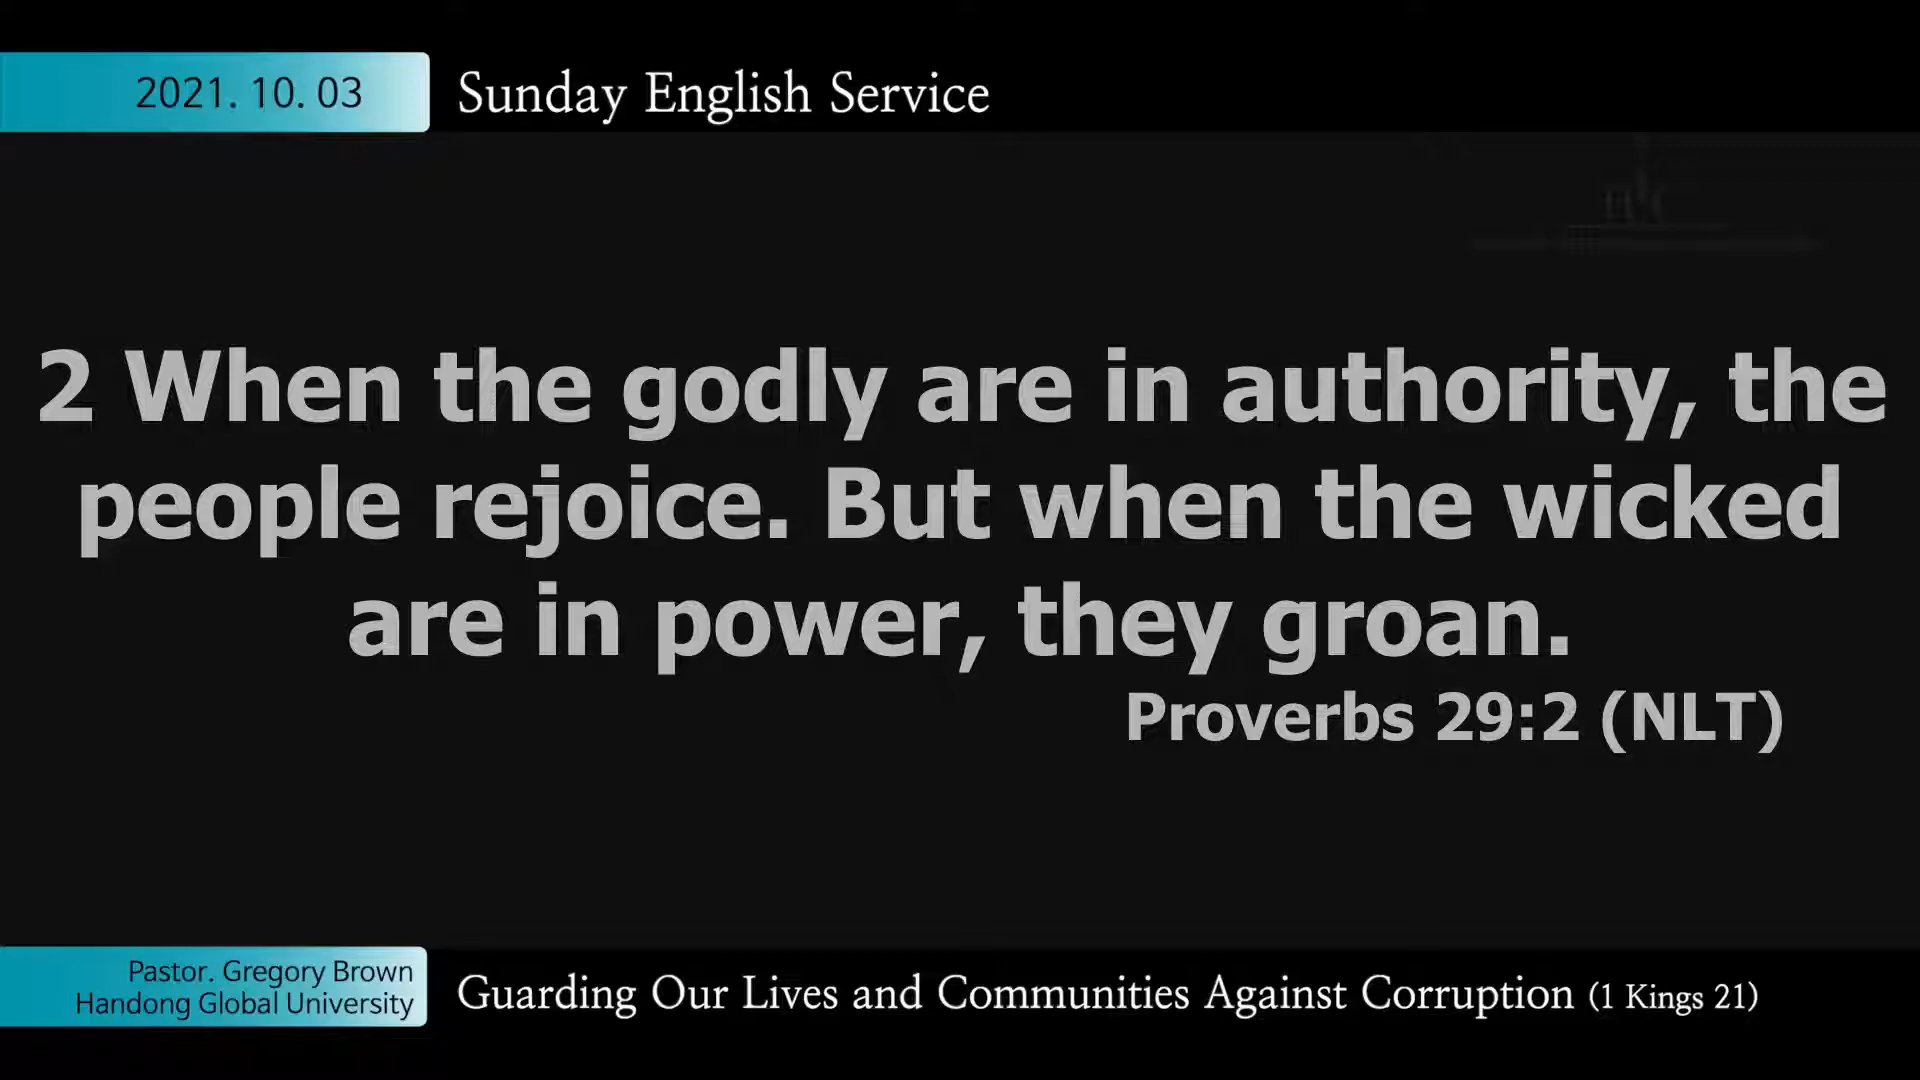 2021. 10. 03
Sunday English Service
2 When the godly are in authority, the
people rejoice. But when the wicked
are in power, they groan.
Proverbs 29:2 (NLT)
Pastor. Gregory Brown
Handong Global University
Guarding Our Lives and Communities Against Corruption (1 Kings 21)